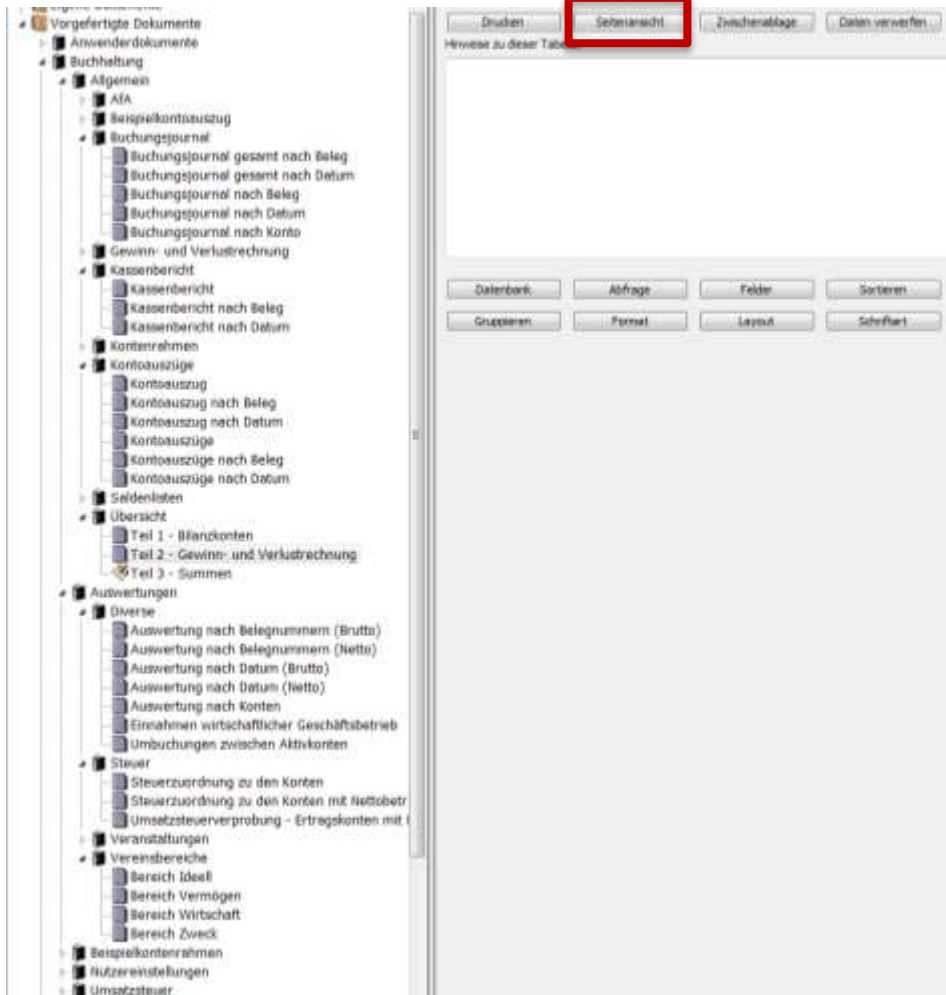 Eigene Dokumente
Vorgefertigte Dokumente
Anwenderdokumente
Buchhaltung
Allgemein
AfA
Beispielkontoauszug
Buchungsjournal
Buchungsjournal gesamt nach Beleg
Buchungsjournal gesamt nach Datum
Buchungsjournal nach Beleg
Buchungsjournal nach Datum
Buchungsjournal nach Konto
Gewinn- und Verlustrechnung
Kassenbericht
Kassenbericht
Kassenbericht nach Beleg
Kassenbericht nach Datum
Kontenrahmen
Kontoauszüge
Kontoauszug
Kontoauszug nach Beleg
Kontoauszug nach Datum
Kontoauszüge
Kontoauszüge nach Beleg
Kontoauszüge nach Datum
Saldenlisten
Übersicht
Teil 1 - Bilanzkonten
Teil 2 - Gewinn- und Verlustrechnung
Teil 3 - Summen
Auswertungen
Diverse
Auswertung nach Belegnummern (Brutto)
Auswertung nach Belegnummern (Netto)
Auswertung nach Datum (Brutto)
Auswertung nach Datum (Netto)
Auswertung nach Konten
Einnahmen wirtschaftlicher Geschäftsbetrieb
Umbuchungen zwischen Aktivkonten
Steuer
Steuerzuordnung zu den Konten
Steuerzuordnung zu den Konten mit Nettobetr
Umsatzsteuerverprobung - Ertragskonten mit
Veranstaltungen
Vereinsbereiche
Bereich Ideell
Bereich Vermögen
Bereich Wirtschaft
Bereich Zweck
Beispielkontenrahmen
Nutzereinstellungen
Umsatzsteuer
Drucken Seitenansicht Zwischenablage Daten verwerfen
Hinweise zu dieser
Datenbank Abfrage Felder Sortieren
Gruppieren Format Layout Schriftart